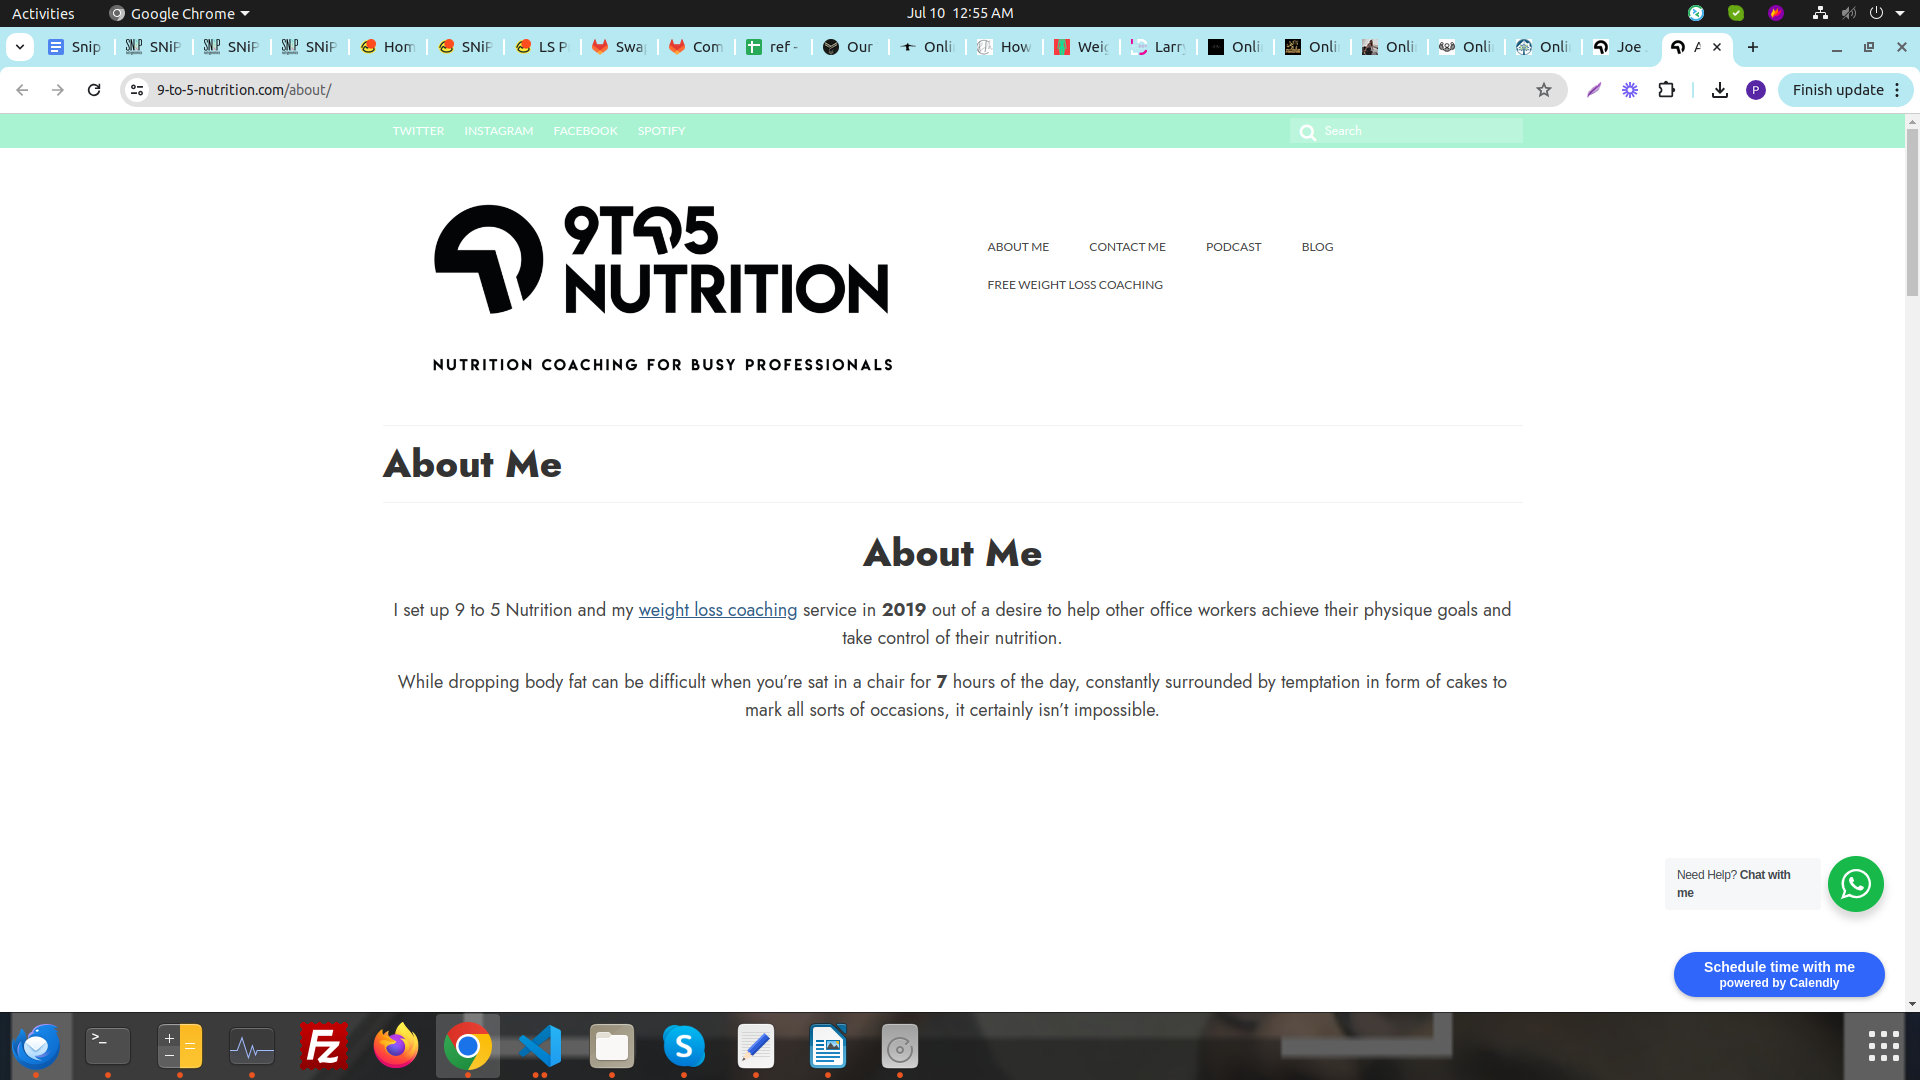 Activities
Google Chrome
Jul 10 12:55 AM
Snip
SNiP
SNiP
SNiP
Hom
SNiP
LS P
Swap
Com
ref -
Our
Onli
How
Weig
Larry
Onli
Onli
Onli
Onli
Onli
Joe
A
9-to-5-nutrition.com/about/
P
Finish update
TWITTER INSTAGRAM FACEBOOK SPOTIFY
Search
9TO5
NUTRITION
NUTRITION COACHING FOR BUSY PROFESSIONALS
ABOUT ME CONTACT ME PODCAST BLOG
FREE WEIGHT LOSS COACHING
About Me
About Me
I set up 9 to 5 Nutrition and my weight loss coaching service in 2019 out of a desire to help other office workers achieve their physique goals and
take control of their nutrition.
While dropping body fat can be difficult when you’re sat in a chair for 7 hours of the day, constantly surrounded by temptation in form of cakes to
mark all sorts of occasions, it certainly isn’t impossible.
Need Help? Chat with
me
Schedule time with me
powered by Calendly